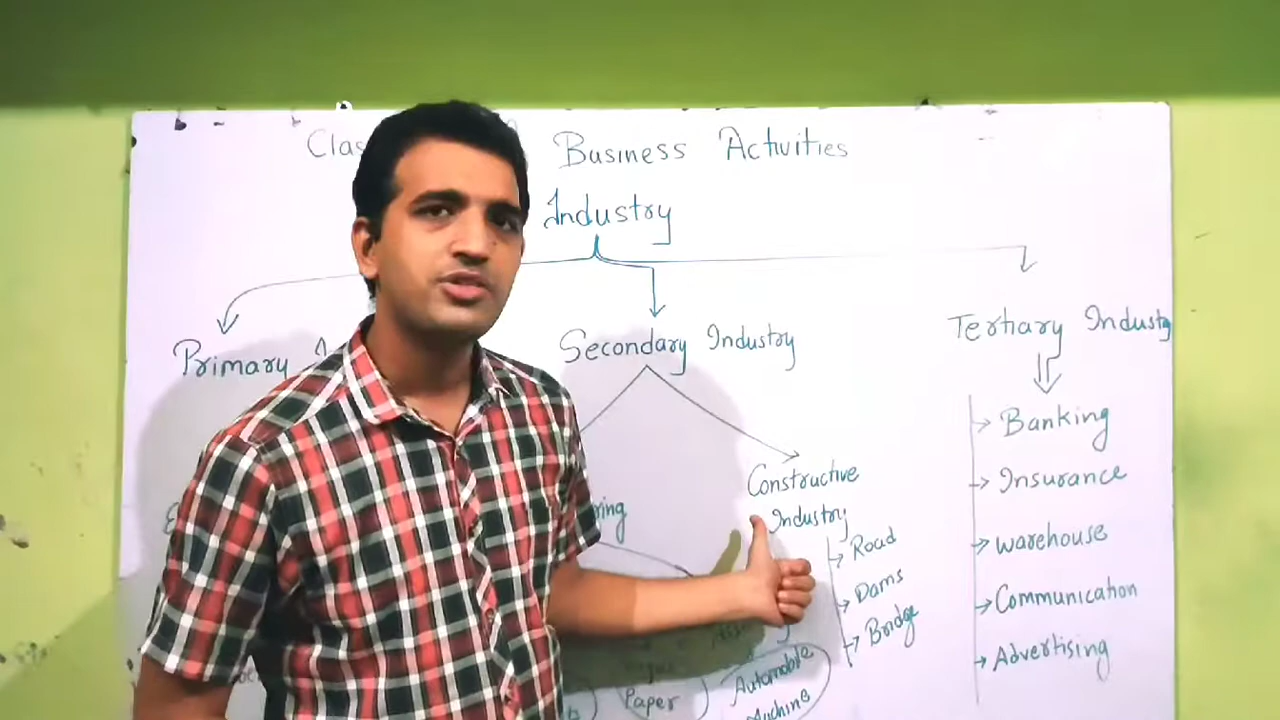 Business Activities
Industry
Primary
Secondary Industry
Tertiary Industry
Constructive
Industry
Road
Dams
Bridge
Banking
Insurance
warehouse
Communication
Advertising
Paper
Automobile
Machine